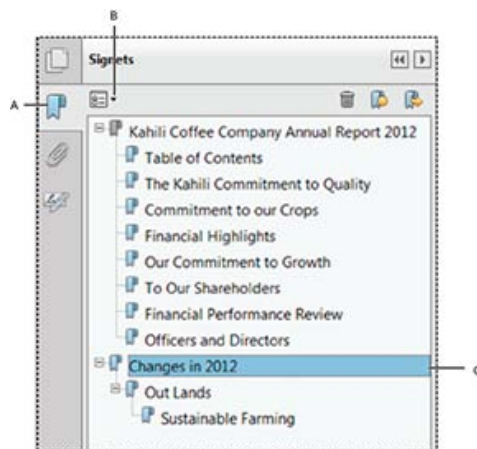 B
Signets
A
Kahili Coffee Company Annual Report 2012
Table of Contents
The Kahili Commitment to Quality
Commitment to our Crops
Financial Highlights
Our Commitment to Growth
To Our Shareholders
Financial Performance Review
Officers and Directors
Changes in 2012
C
Out Lands
Sustainable Farming